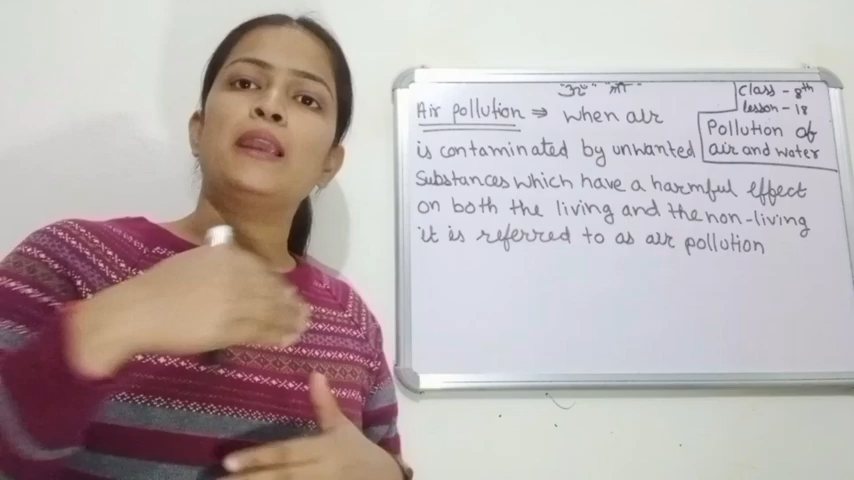 Class - 8th
lesson - 18
Pollution of
air and water
Air pollution ⇒ when air
is contaminated by unwanted
substances which have a harmful effect
on both the living and the non-living
it is referred to as air pollution